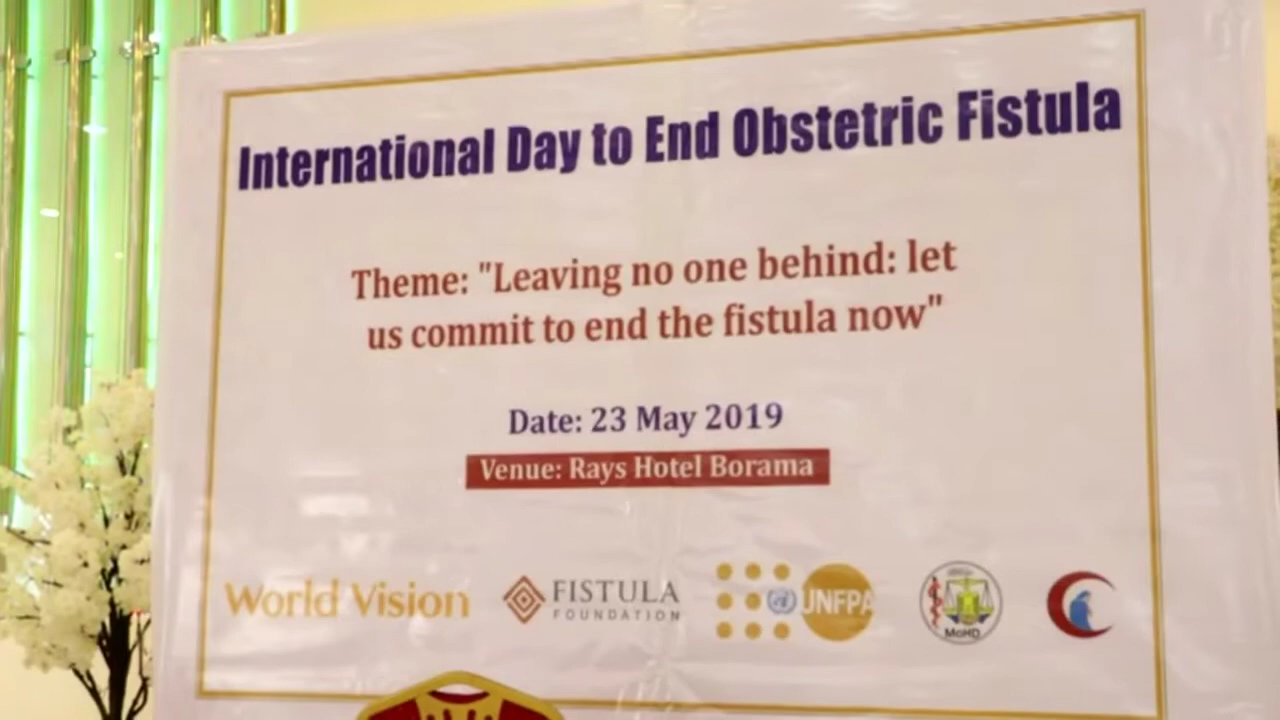 International Day to End Obstetric Fistula
Theme: "Leaving no one behind: let
us commit to end the fistula now"
Date: 23 May 2019
Venue: Rays Hotel Borama
World Vision
FISTULA
FOUNDATION
UNFPA
MoHD